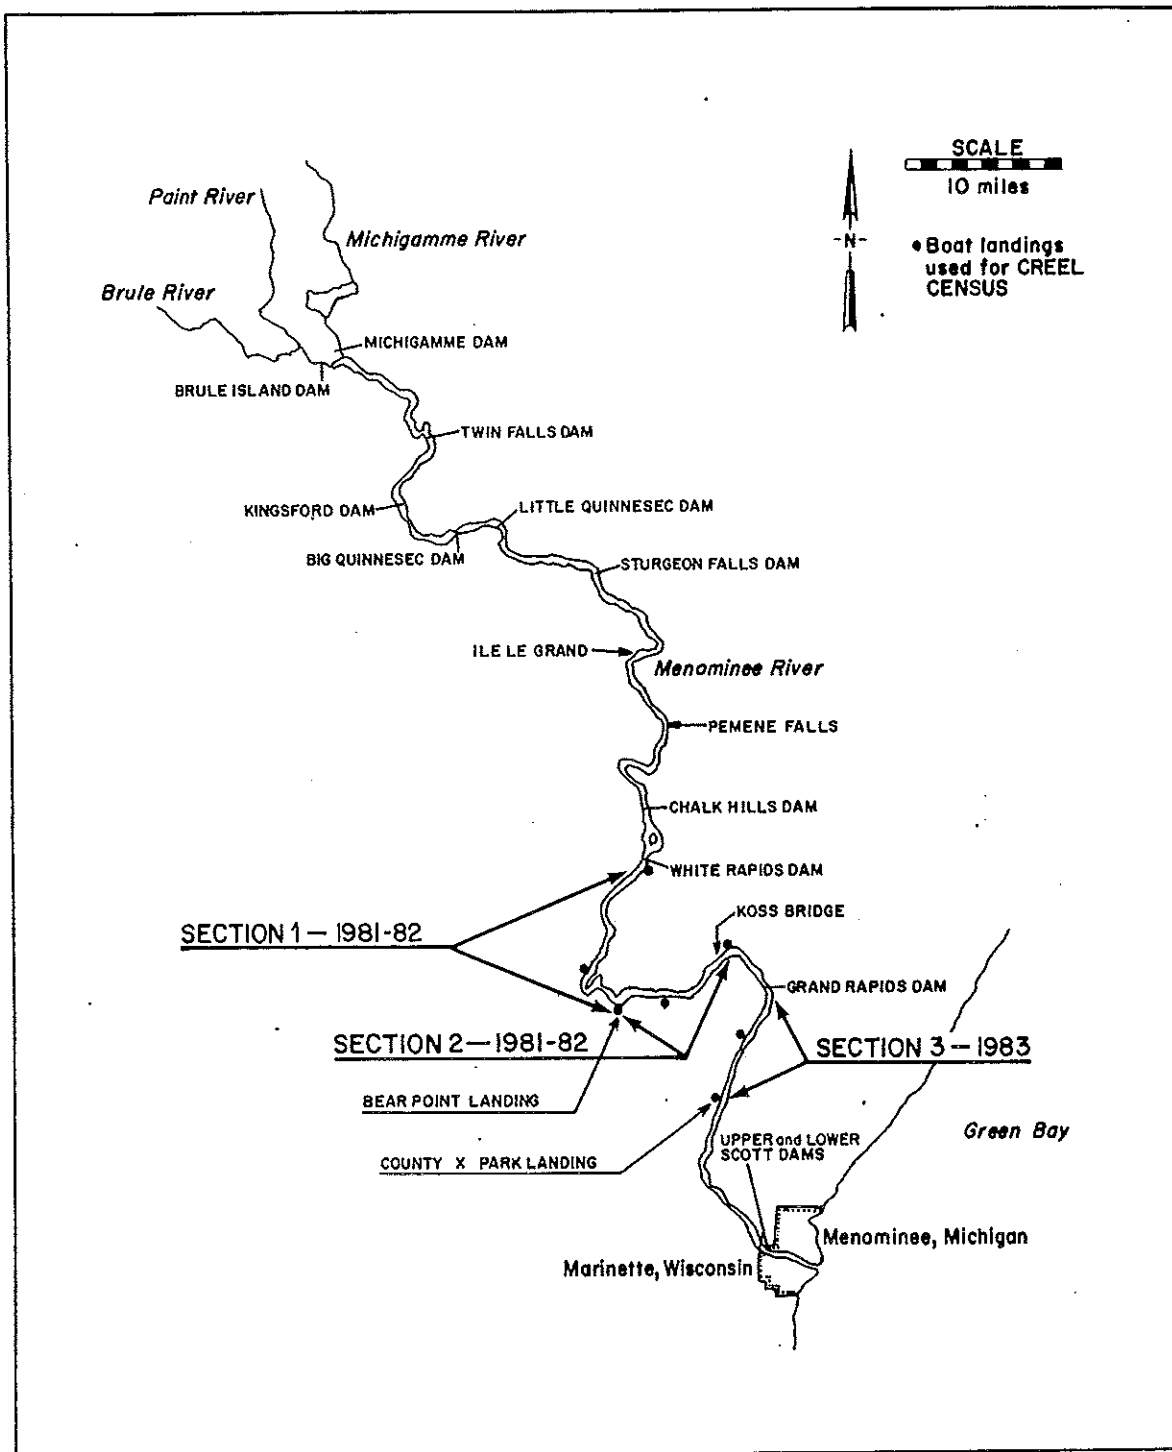 SCALE
10 miles
-N-
Boat landings
used for CREEL
CENSUS
Paint River
Michigamme River
Brule River
MICHIGAMME DAM
BRULE ISLAND DAM
TWIN FALLS DAM
KINGSFORD DAM
LITTLE QUINNESEC DAM
BIG QUINNESEC DAM
STURGEON FALLS DAM
ILE LE GRAND
Menominee River
PEMENE FALLS
CHALK HILLS DAM
WHITE RAPIDS DAM
KOSS BRIDGE
SECTION 1 — 1981-82
GRAND RAPIDS DAM
SECTION 2 — 1981-82
SECTION 3 — 1983
BEAR POINT LANDING
Green Bay
UPPER and LOWER
SCOTT DAMS
COUNTY X PARK LANDING
Menominee, Michigan
Marinette, Wisconsin